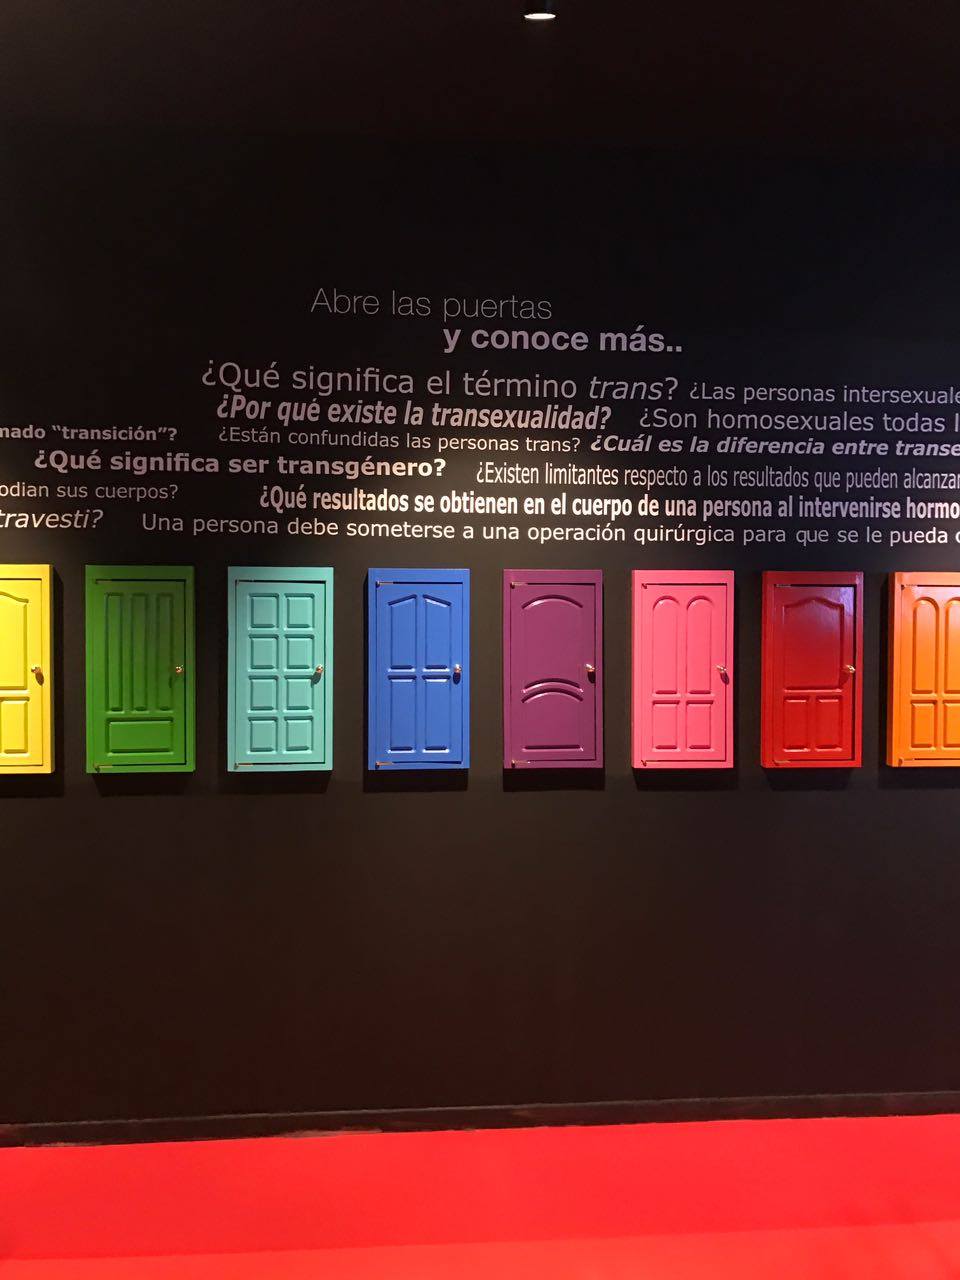 Abre las puertas
y conoce más..
¿Qué significa el término trans? ¿Las personas
¿Por qué existe la transexualidad? ¿Son homosexuales todas
"transición"?
¿Están confundidas las personas trans? ¿Cuál es la diferencia entre
¿Qué significa ser transgénero? ¿Existen limitantes respecto a los resultados que pueden
sus cuerpos? ¿Qué resultados se obtienen en el cuerpo de una persona al intervenirse
travesti? Una persona debe someterse a una operación quirúrgica para que se le pueda